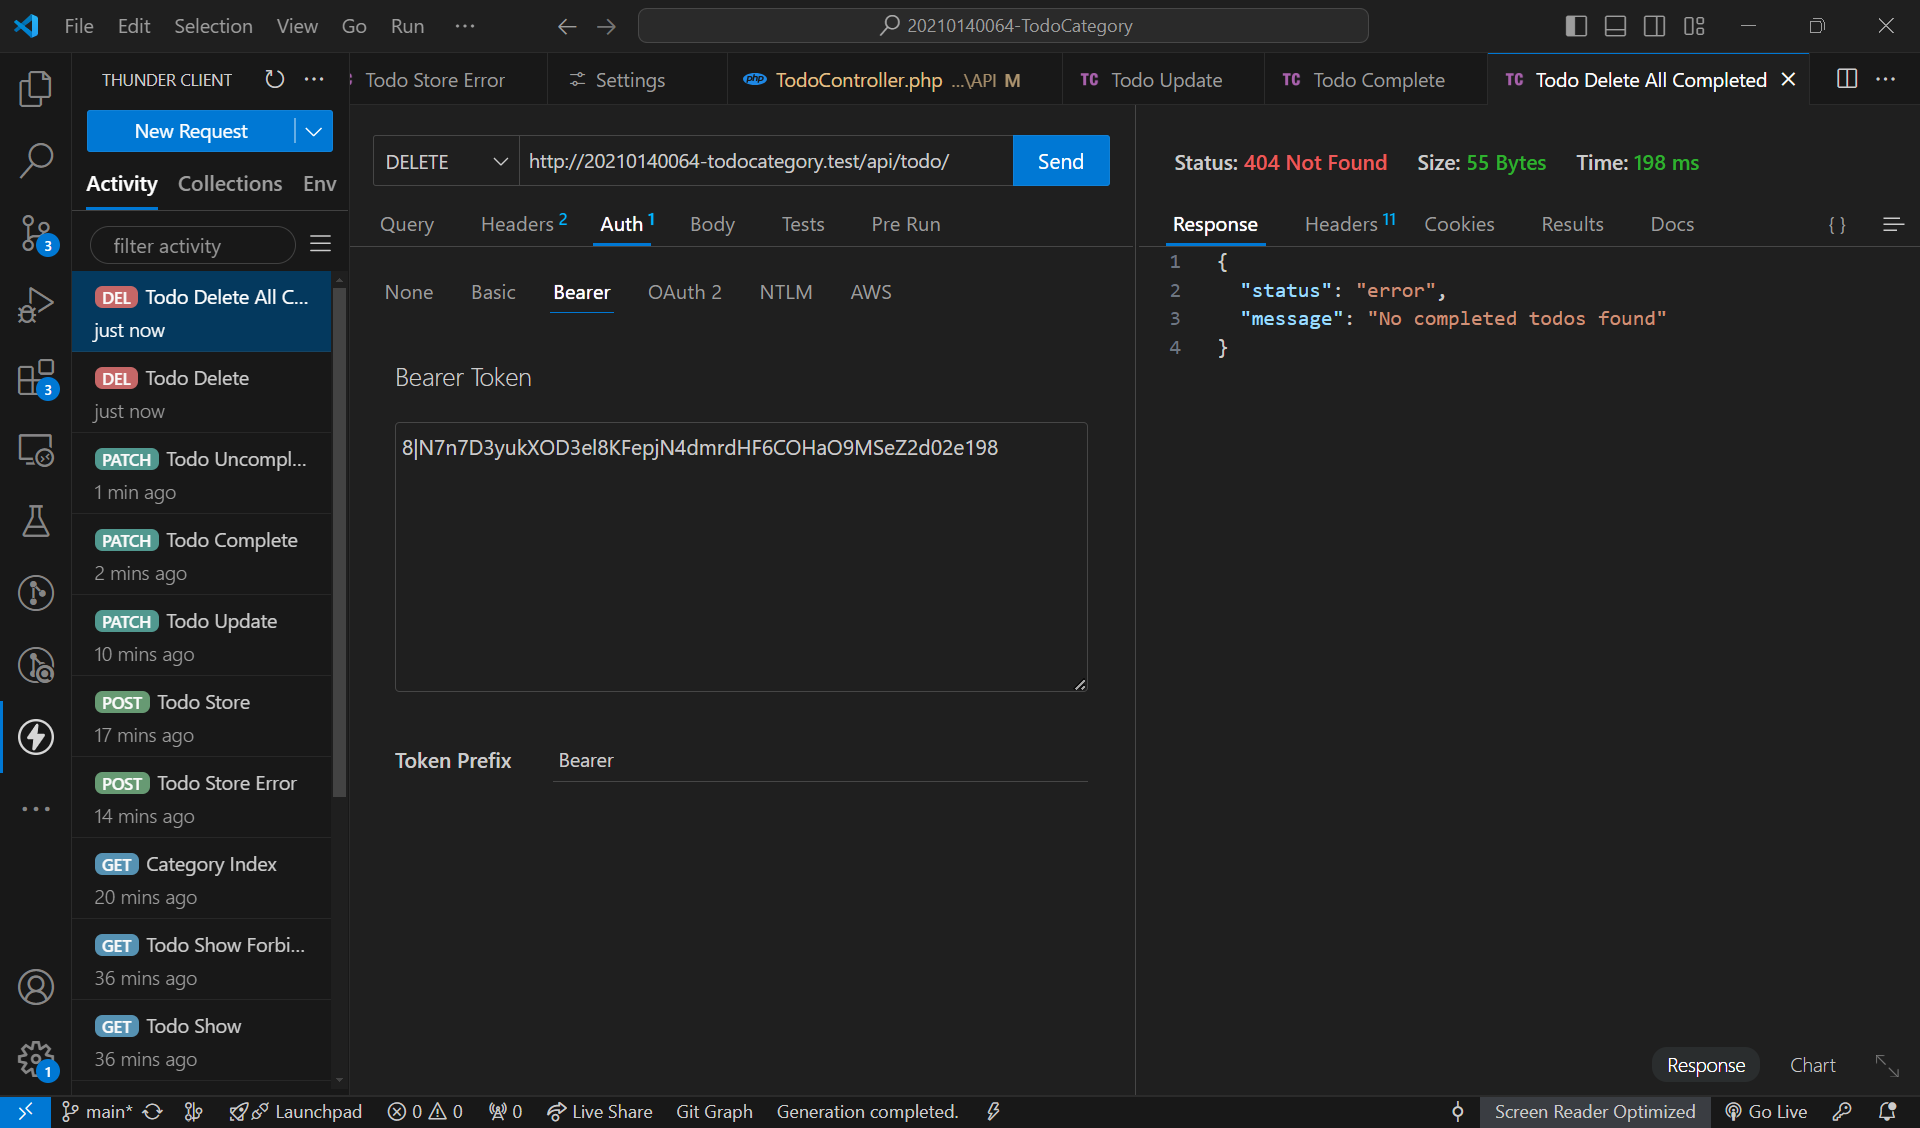 File Edit Selection View Go Run ··· 20210140064-TodoCategory
THUNDER CLIENT ··· Todo Store Error Settings php TodoController.php ...\API M TC Todo Update TC Todo Complete TC Todo Delete All Completed ···
New Request
Activity Collections Env
filter activity
DEL Todo Delete All C...
just now
DEL Todo Delete
just now
PATCH Todo Uncompl...
1 min ago
PATCH Todo Complete
2 mins ago
PATCH Todo Update
10 mins ago
POST Todo Store
17 mins ago
POST Todo Store Error
14 mins ago
GET Category Index
20 mins ago
GET Todo Show Forbi...
36 mins ago
GET Todo Show
36 mins ago
3
3
1
DELETE http://20210140064-todocategory.test/api/todo/ Send
Query Headers 2 Auth 1 Body Tests Pre Run
None Basic Bearer OAuth 2 NTLM AWS
Bearer Token
8|N7n7D3yukXOD3el8KFepjN4dmrdHF6COHaO9MSeZ2d02e198
Token Prefix Bearer
Status: 404 Not Found Size: 55 Bytes Time: 198 ms
Response Headers 11 Cookies Results Docs { }
1 {
2 "status": "error",
3 "message": "No completed todos found"
4 }
Response Chart
main* Launchpad 0 0 0 Live Share Git Graph Generation completed. Screen Reader Optimized Go Live